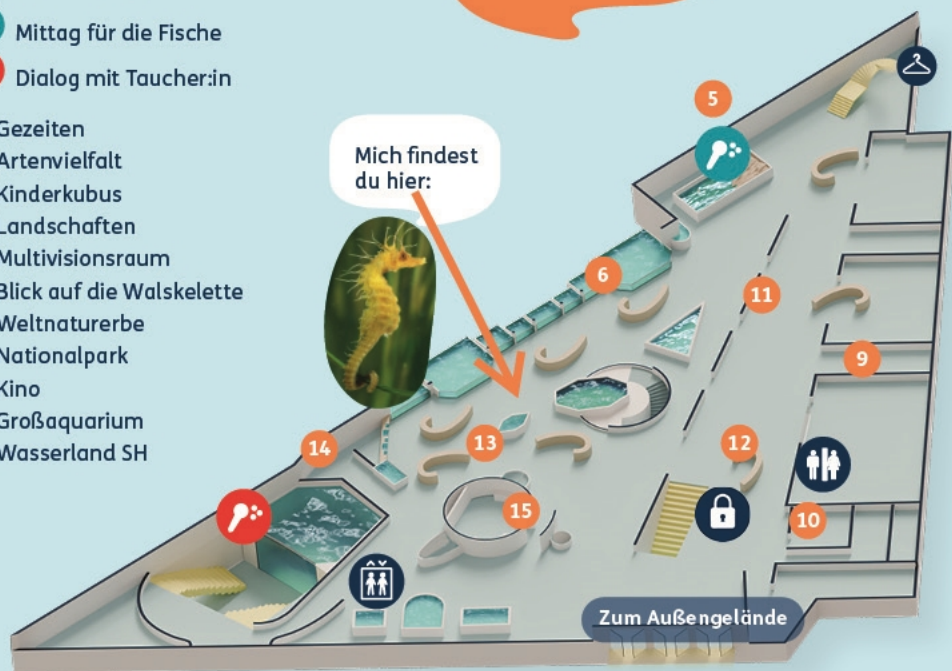 Mittag für die Fische
Dialog mit Taucher:in
Gezeiten
Artenvielfalt
Kinderkubus
Landschaften
Multivisionsraum
Blick auf die Walskelette
Weltnaturerbe
Nationalpark
Kino
Großaquarium
Wasserland SH
Mich findest
du hier:
5
6
11
9
14
13
12
15
10
Zum Außengelände